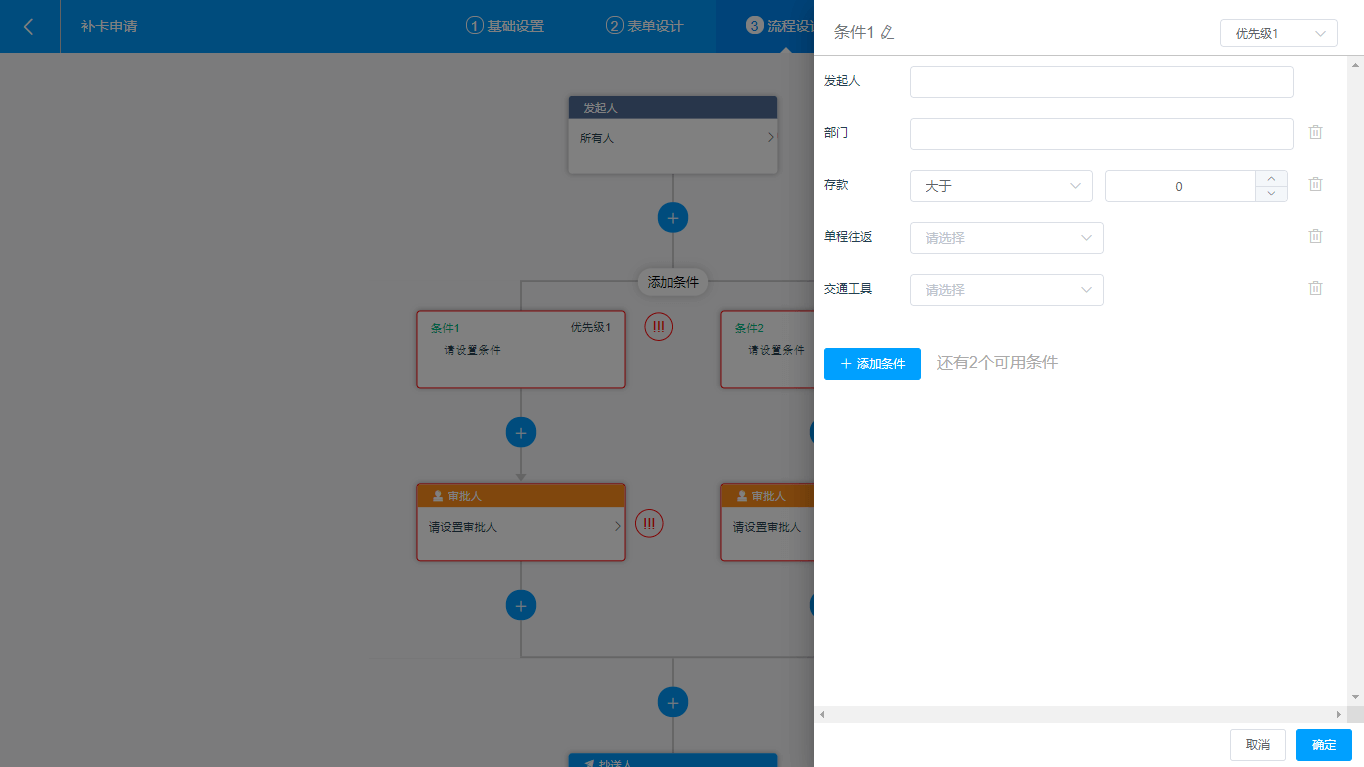 补卡申请
1 基础设置
2 表单设计
3 流程设
发起人
所有人
添加条件
条件1 优先级1
请设置条件
!!!
条件2
请设置条件
审批人
请设置审批人
!!!
审批人
请设置审批人
抄送人
条件1
优先级1
发起人
部门
存款 大于 0
单程往返 请选择
交通工具 请选择
+ 添加条件 还有2个可用条件
取消 确定